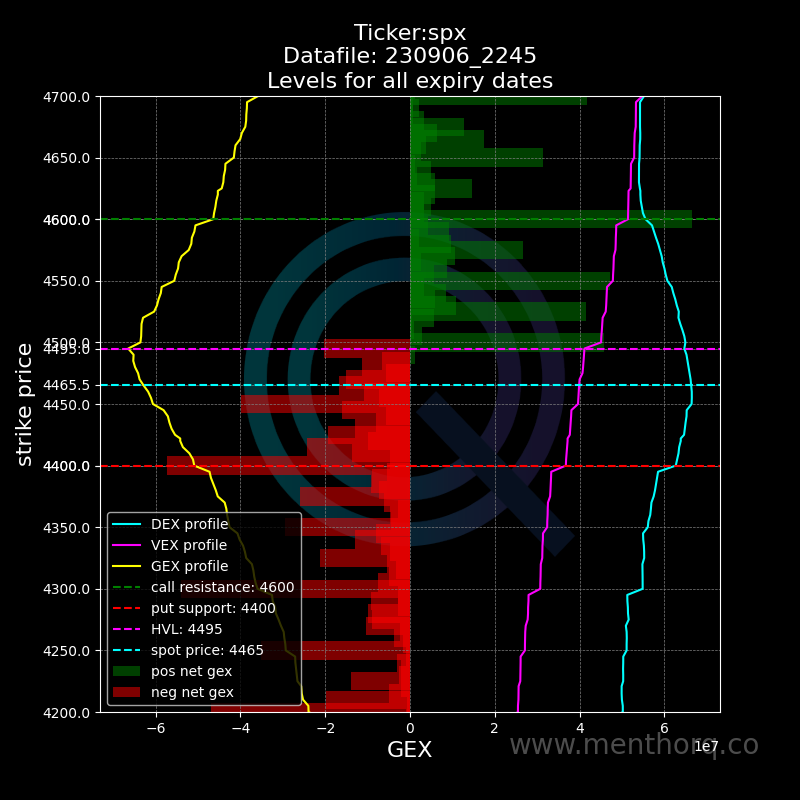 Ticker:spx
Datafile: 230906_2245
Levels for all expiry dates
strike price
4700.0
4650.0
4600.0
4550.0
4500.0
4495.0
4465.5
4450.0
4400.0
4350.0
4300.0
4250.0
4200.0
DEX profile
VEX profile
GEX profile
call resistance: 4600
put support: 4400
HVL: 4495
spot price: 4465
pos net gex
neg net gex
−6 −4 −2 0 2 4 6
1e7
GEX
www.menthorq.co